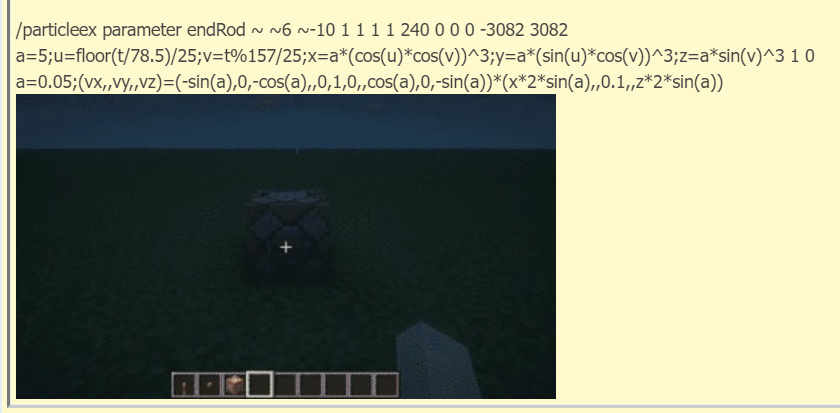 /particleex parameter endRod ~ ~6 ~-10 1 1 1 1 240 0 0 0 -3082 3082
a=5;u=floor(t/78.5)/25;v=t%157/25;x=a*(cos(u)*cos(v))^3;y=a*(sin(u)*cos(v))^3;z=a*sin(v)^3 1 0
a=0.05;(vx,,vy,,vz)=(-sin(a),0,-cos(a),,0,1,0,,cos(a),0,-sin(a))*(x*2*sin(a),,0.1,,z*2*sin(a))